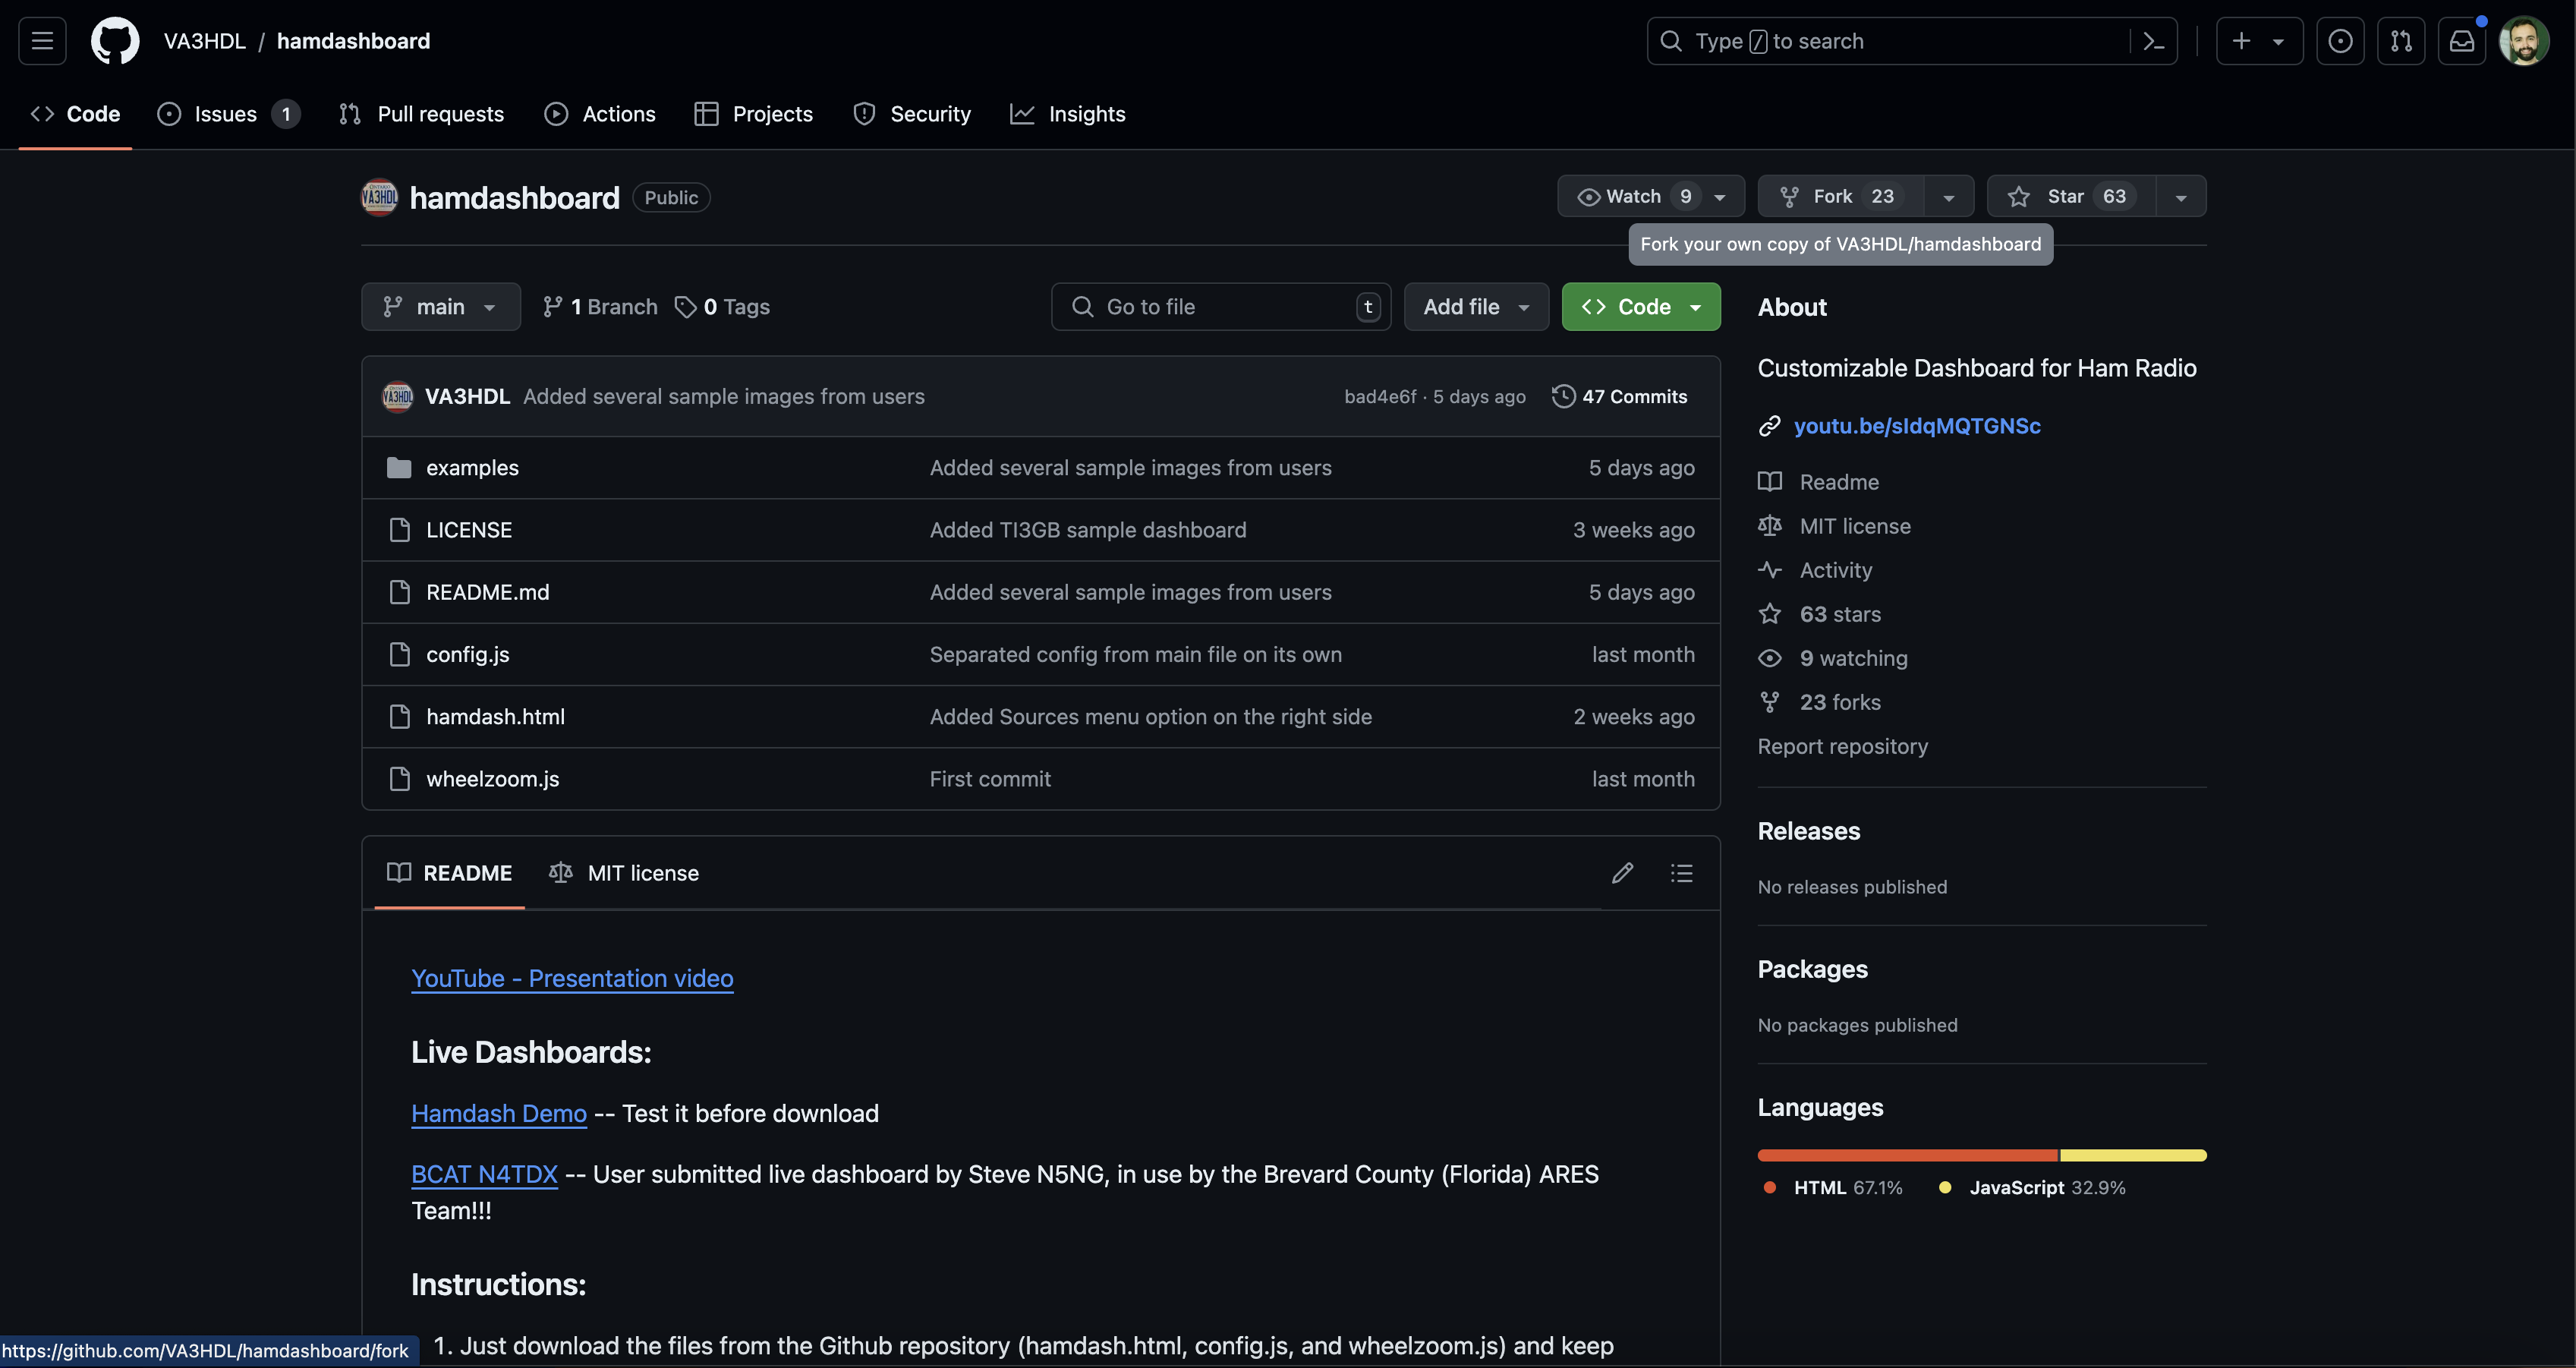 VA3HDL / hamdashboard
Type / to search
Code Issues 1 Pull requests Actions Projects Security Insights
hamdashboard Public
Watch 9 Fork 23 Star 63
Fork your own copy of VA3HDL/hamdashboard
main 1 Branch 0 Tags Go to file t Add file Code
VA3HDL Added several sample images from users bad4e6f · 5 days ago 47 Commits
examples Added several sample images from users 5 days ago
LICENSE Added TI3GB sample dashboard 3 weeks ago
README.md Added several sample images from users 5 days ago
config.js Separated config from main file on its own last month
hamdash.html Added Sources menu option on the right side 2 weeks ago
wheelzoom.js First commit last month
README MIT license
YouTube - Presentation video
Live Dashboards:
Hamdash Demo -- Test it before download
BCAT N4TDX -- User submitted live dashboard by Steve N5NG, in use by the Brevard County (Florida) ARES
Team!!!
Instructions:
1. Just download the files from the Github repository (hamdash.html, config.js, and wheelzoom.js) and keep
About
Customizable Dashboard for Ham Radio
youtu.be/sIdqMQTGNSc
Readme
MIT license
Activity
63 stars
9 watching
23 forks
Report repository
Releases
No releases published
Packages
No packages published
Languages
HTML 67.1% JavaScript 32.9%
https://github.com/VA3HDL/hamdashboard/fork